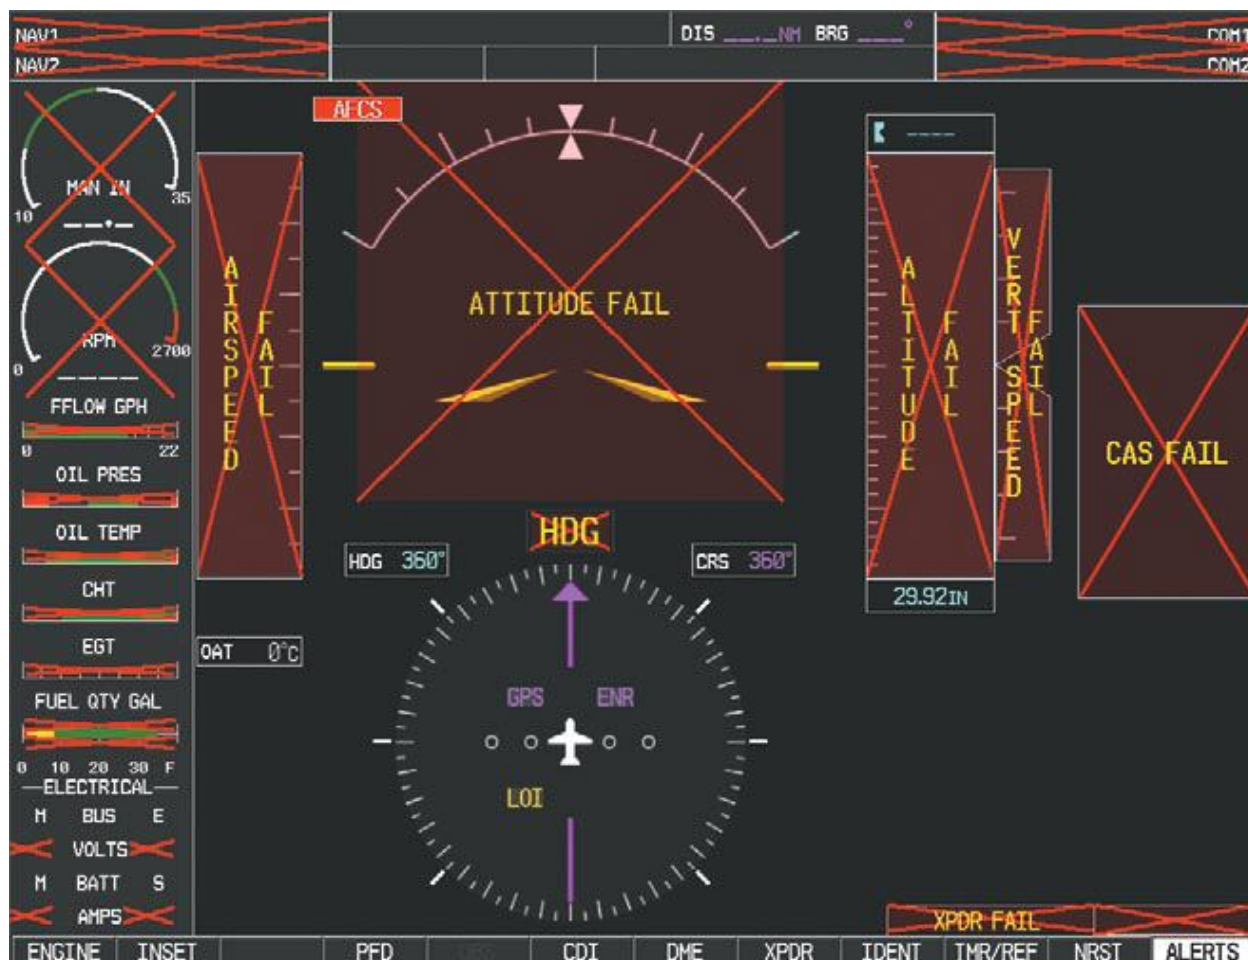 NAV1 DIS __._NM BRG ___° COM1
NAV2 COM2
AFCS
MAN IN
10 35
__._
RPM
0 2700
____
FFLOW GPH
0 22
OIL PRES
OIL TEMP
CHT
EGT
FUEL QTY GAL
0 10 20 30 F
ELECTRICAL
M BUS E
VOLTS
M BATT S
AMPS
AIRSPEED FAIL
ATTITUDE FAIL
----
ALTITUDE FAIL
VERT SPEED FAIL
CAS FAIL
29.92IN
HDG
HDG 360°
CRS 360°
OAT 0°C
GPS ENR
LOI
XPDR FAIL
ENGINE INSET PFD CDI DME XPDR IDENT TMR/REF NRST ALERTS